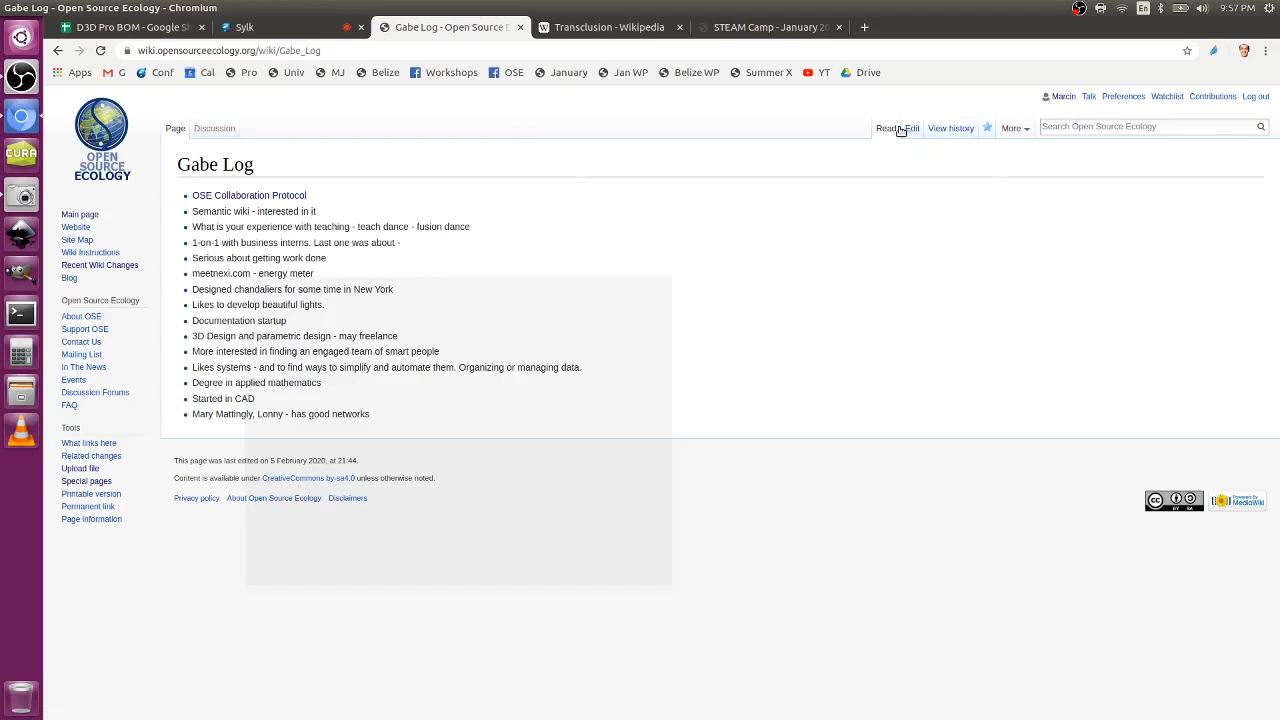 Gabe Log - Open Source Ecology - Chromium
En
9:57 PM
D3D Pro BOM - Google Sh
Sylk
Gabe Log - Open Source E
Transclusion - Wikipedia
STEAM Camp - January 20
wiki.opensourceecology.org/wiki/Gabe_Log
Apps
G
Conf
Cal
Pro
Univ
MJ
Belize
Workshops
OSE
January
Jan WP
Belize WP
Summer X
YT
Drive
Marcin
Talk
Preferences
Watchlist
Contributions
Log out
Page
Discussion
Read
Edit
View history
More
Search Open Source Ecology
OPEN
SOURCE
ECOLOGY
Gabe Log
OSE Collaboration Protocol
Semantic wiki - interested in it
What is your experience with teaching - teach dance - fusion dance
1-on-1 with business interns. Last one was about -
Serious about getting work done
meetnexi.com - energy meter
Designed chandaliers for some time in New York
Likes to develop beautiful lights.
Documentation startup
3D Design and parametric design - may freelance
More interested in finding an engaged team of smart people
Likes systems - and to find ways to simplify and automate them. Organizing or managing data.
Degree in applied mathematics
Started in CAD
Mary Mattingly, Lonny - has good networks
Main page
Website
Site Map
Wiki Instructions
Recent Wiki Changes
Blog
Open Source Ecology
About OSE
Support OSE
Contact Us
Mailing List
In The News
Events
Discussion Forums
FAQ
Tools
What links here
Related changes
Upload file
Special pages
Printable version
Permanent link
Page information
This page was last edited on 5 February 2020, at 21:44.
Content is available under CreativeCommons by-sa4.0 unless otherwise noted.
Privacy policy
About Open Source Ecology
Disclaimers
CC
BY SA
Powered By
MediaWiki
CURA